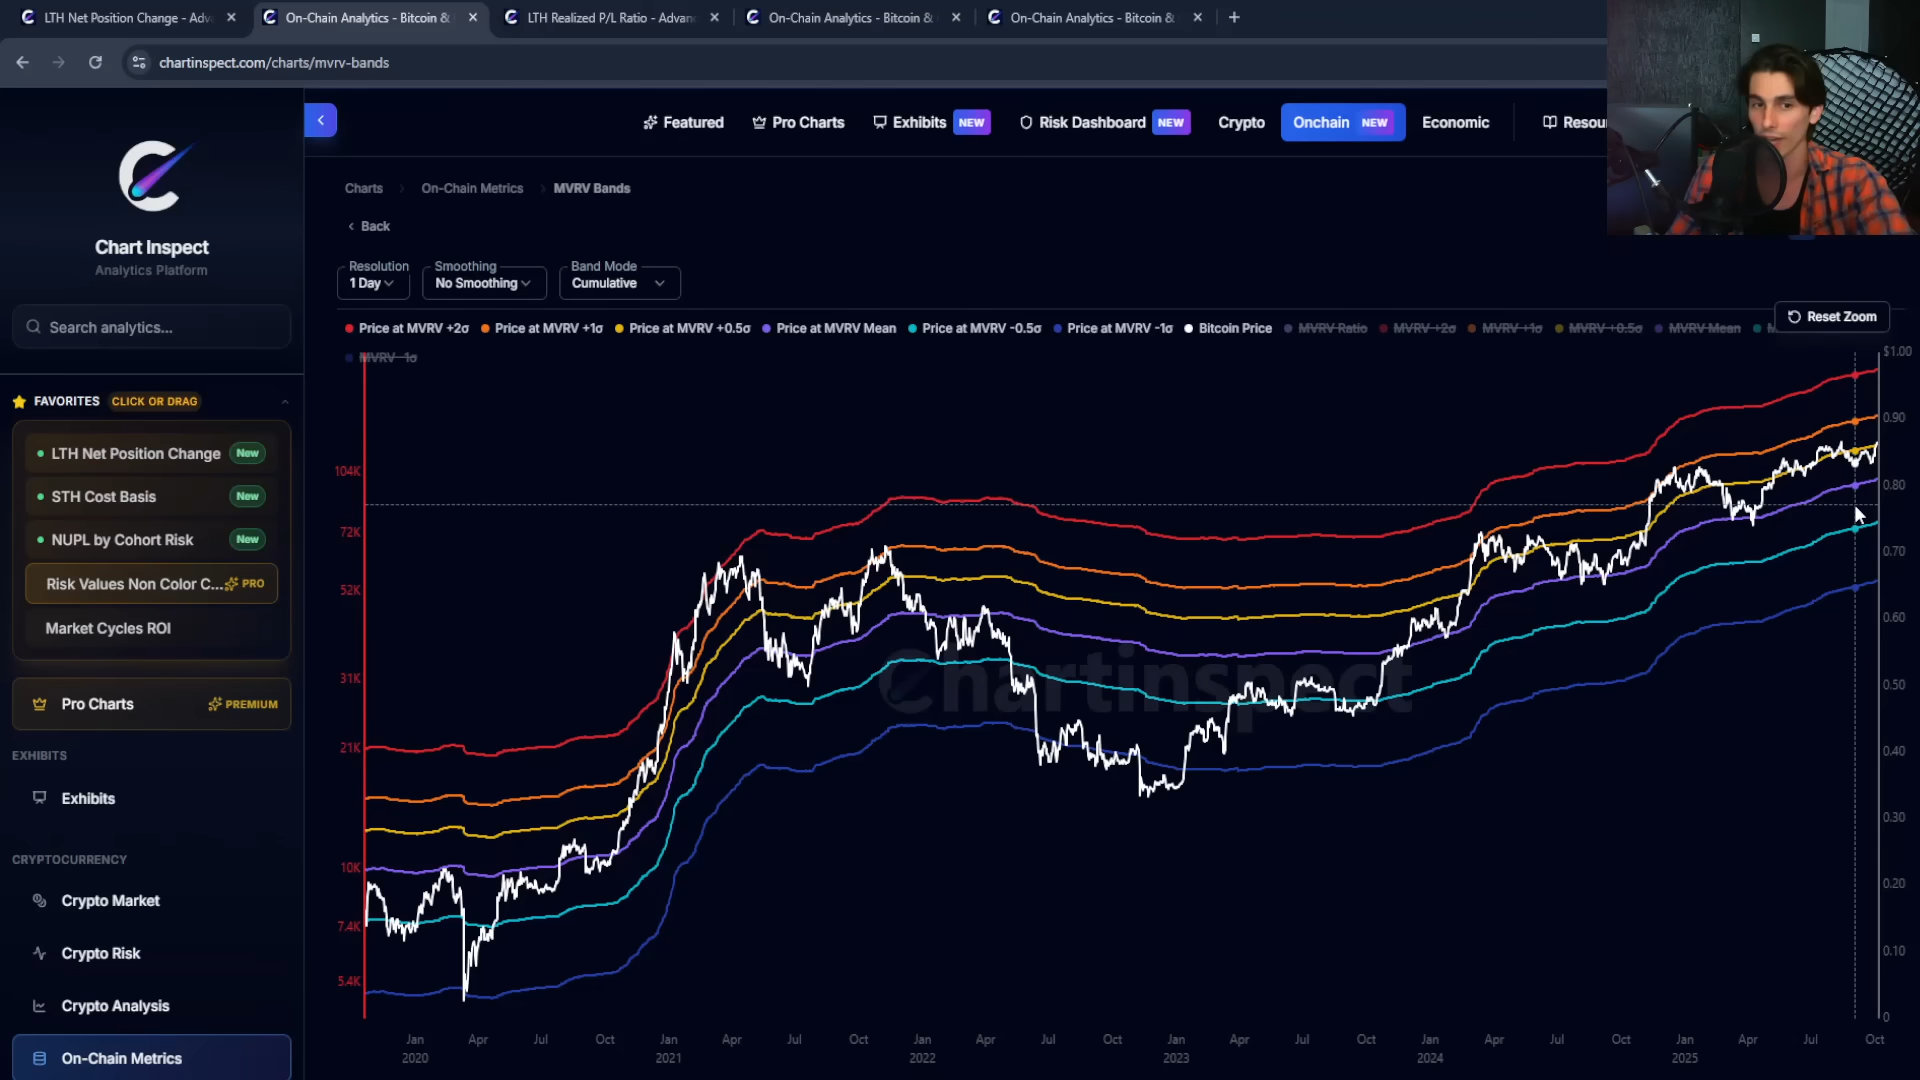 LTH Net Position Change - Adv
On-Chain Analytics - Bitcoin &
LTH Realized P/L Ratio - Advan
On-Chain Analytics - Bitcoin &
On-Chain Analytics - Bitcoin &
chartinspect.com/charts/mvrv-bands
Featured
Pro Charts
Exhibits NEW
Risk Dashboard NEW
Crypto
Onchain NEW
Economic
Resou
Chart Inspect
Analytics Platform
Search analytics...
FAVORITES CLICK OR DRAG
LTH Net Position Change New
STH Cost Basis New
NUPL by Cohort Risk New
Risk Values Non Color C... PRO
Market Cycles ROI
Pro Charts PREMIUM
EXHIBITS
Exhibits
CRYPTOCURRENCY
Crypto Market
Crypto Risk
Crypto Analysis
On-Chain Metrics
Charts > On-Chain Metrics > MVRV Bands
Back
Resolution
1 Day
Smoothing
No Smoothing
Band Mode
Cumulative
Price at MVRV +2σ Price at MVRV +1σ Price at MVRV +0.5σ Price at MVRV Mean Price at MVRV -0.5σ Price at MVRV -1σ Bitcoin Price MVRV Ratio MVRV +2σ MVRV +1σ MVRV +0.5σ MVRV Mean M
MVRV -1σ
Reset Zoom
104K
72K
52K
31K
21K
10K
7.4K
5.4K
$1.00
0.90
0.80
0.70
0.60
0.50
0.40
0.30
0.20
0.10
0
Chartinspect
Jan Apr Jul Oct Jan Apr Jul Oct Jan Apr Jul Oct Jan Apr Jul Oct Jan Apr Jul Oct Jan Apr Jul Oct
2020 2021 2022 2023 2024 2025